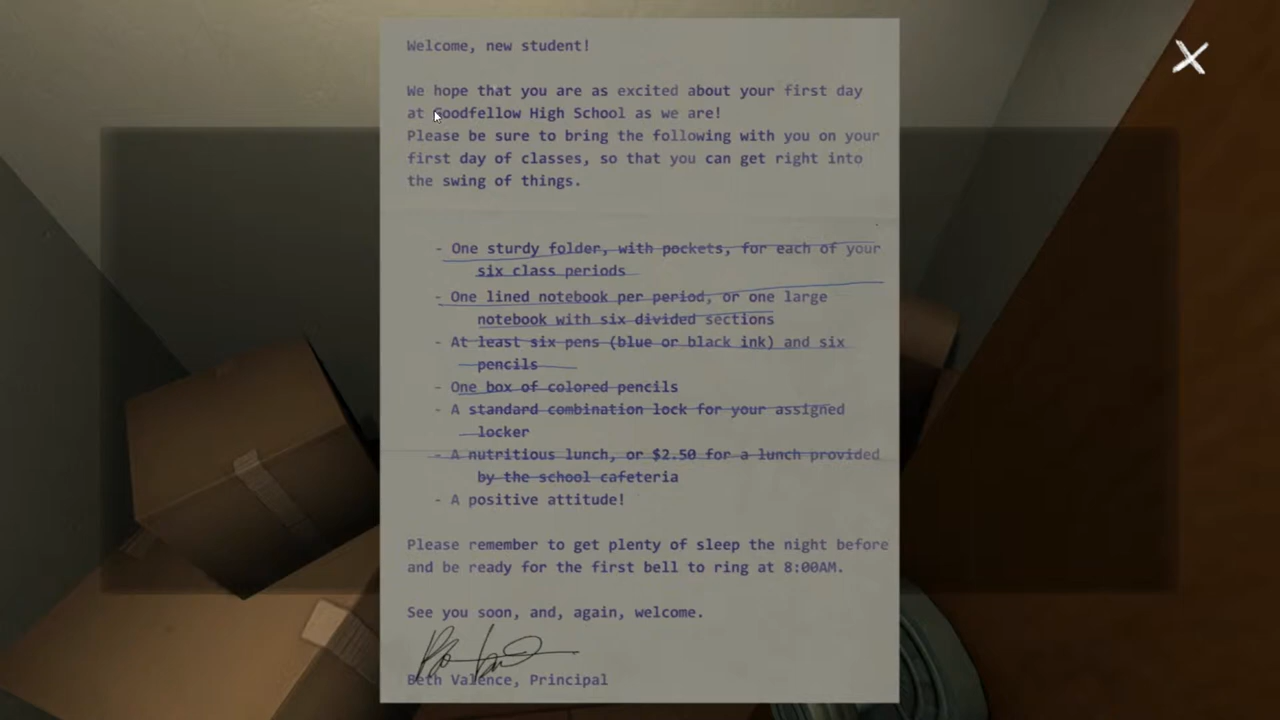 Welcome, new student!
We hope that you are as excited about your first day
at Goodfellow High School as we are!
Please be sure to bring the following with you on your
first day of classes, so that you can get right into
the swing of things.
- One sturdy folder, with pockets, for each of your
six class periods
- One lined notebook per period, or one large
notebook with six divided sections
- At least six pens (blue or black ink) and six
pencils
- One box of colored pencils
- A standard combination lock for your assigned
locker
- A nutritious lunch, or $2.50 for a lunch provided
by the school cafeteria
- A positive attitude!
Please remember to get plenty of sleep the night before
and be ready for the first bell to ring at 8:00AM.
See you soon, and, again, welcome.
Beth Valence, Principal